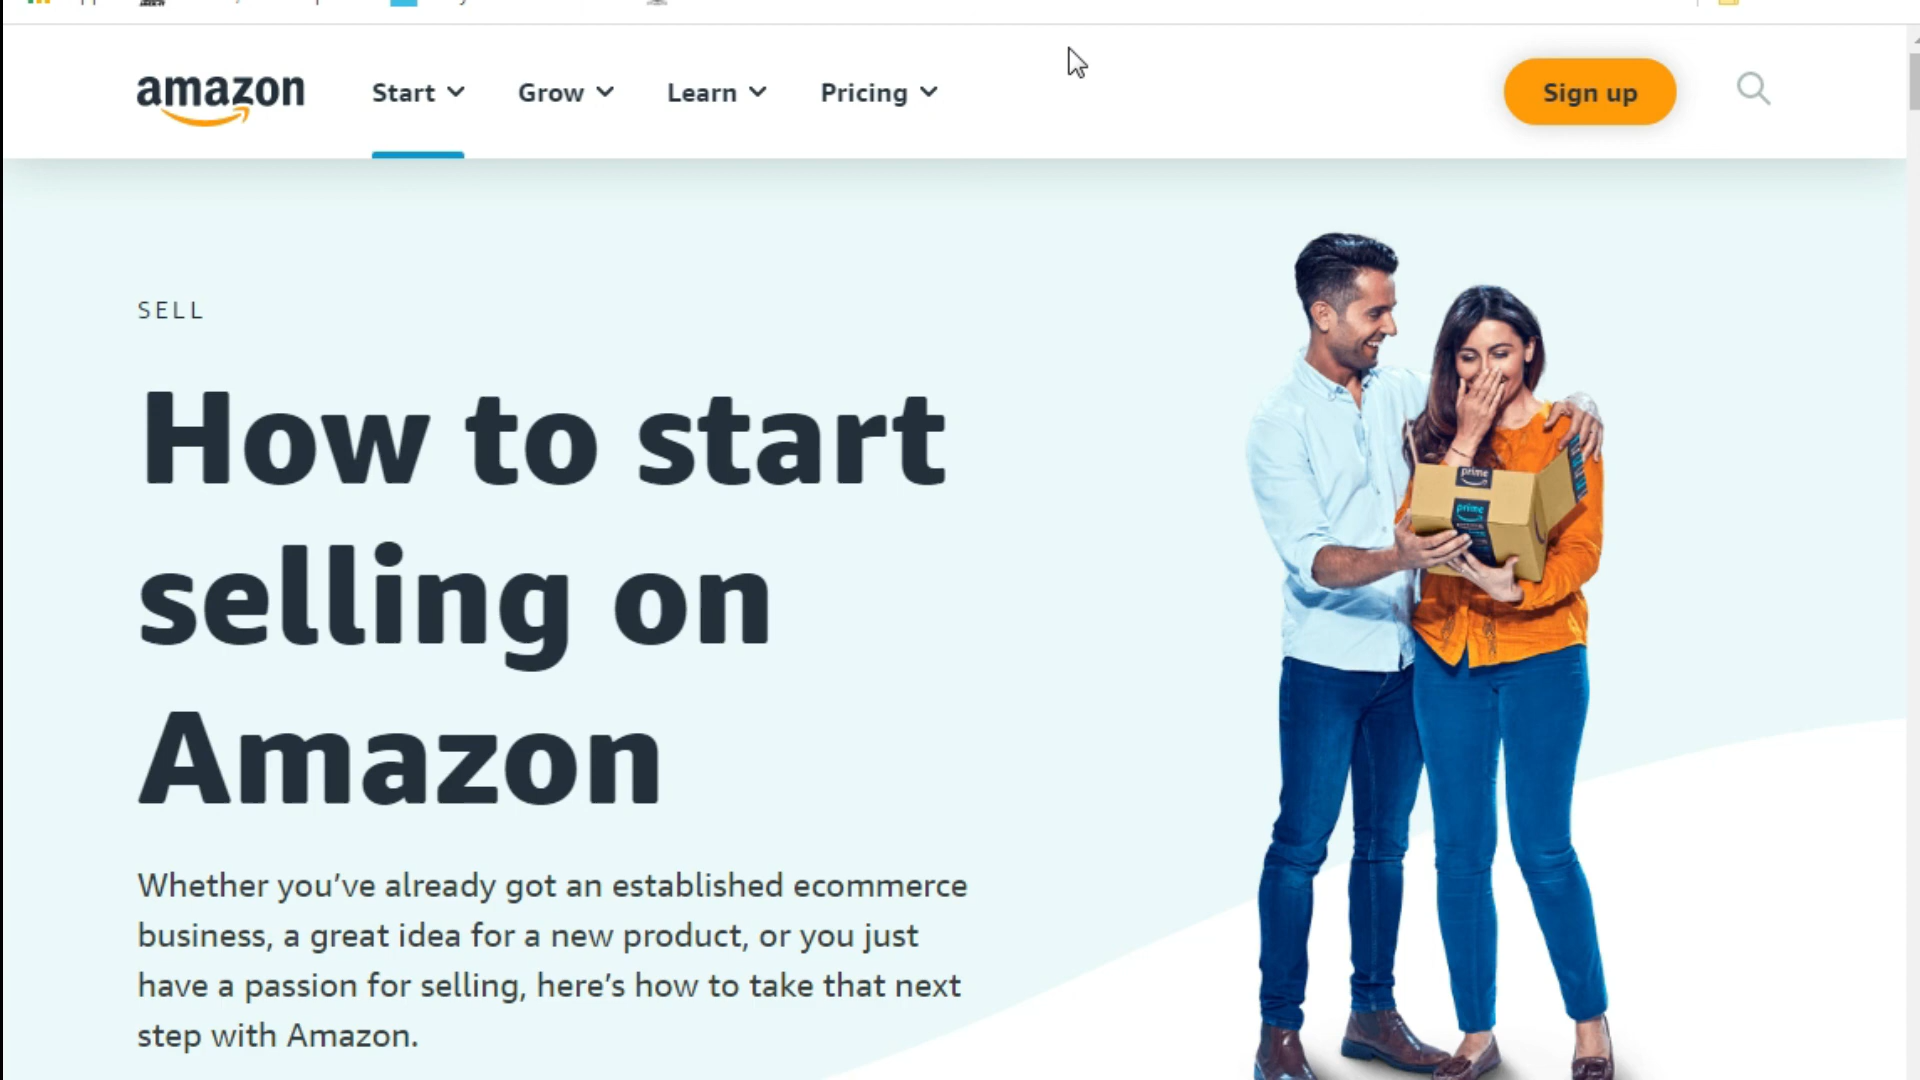 amazon
Start
Grow
Learn
Pricing
Sign up
SELL
How to start
selling on
Amazon
Whether you’ve already got an established ecommerce
business, a great idea for a new product, or you just
have a passion for selling, here’s how to take that next
step with Amazon.
prime
prime